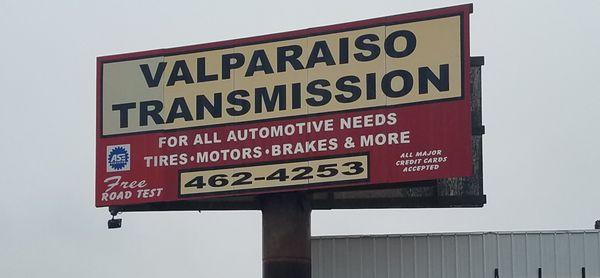 VALPARAISO
TRANSMISSION
FOR ALL AUTOMOTIVE NEEDS
TIRES · MOTORS · BRAKES & MORE
462-4253
ASE
Free
ROAD TEST
ALL MAJOR
CREDIT CARDS
ACCEPTED